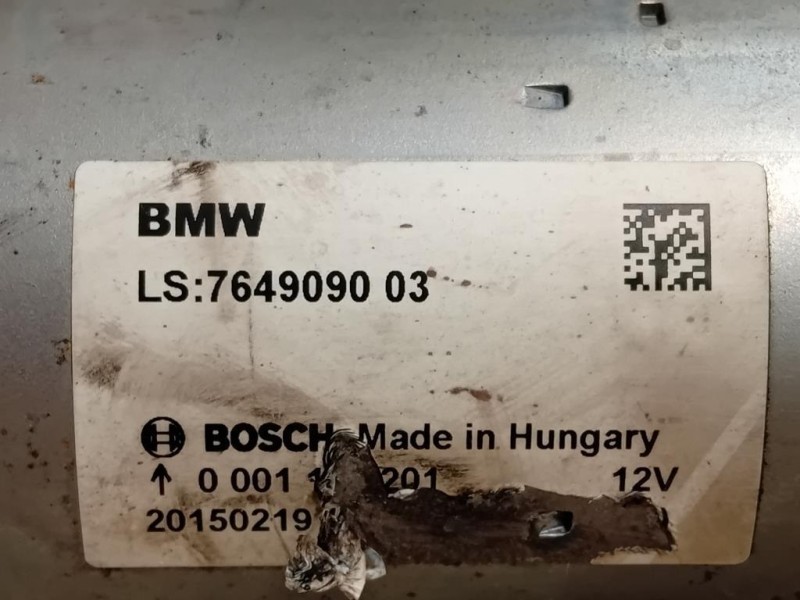 BMW
LS:7649090 03
BOSCH Made in Hungary
↑ 0 001 201 12V
20150219